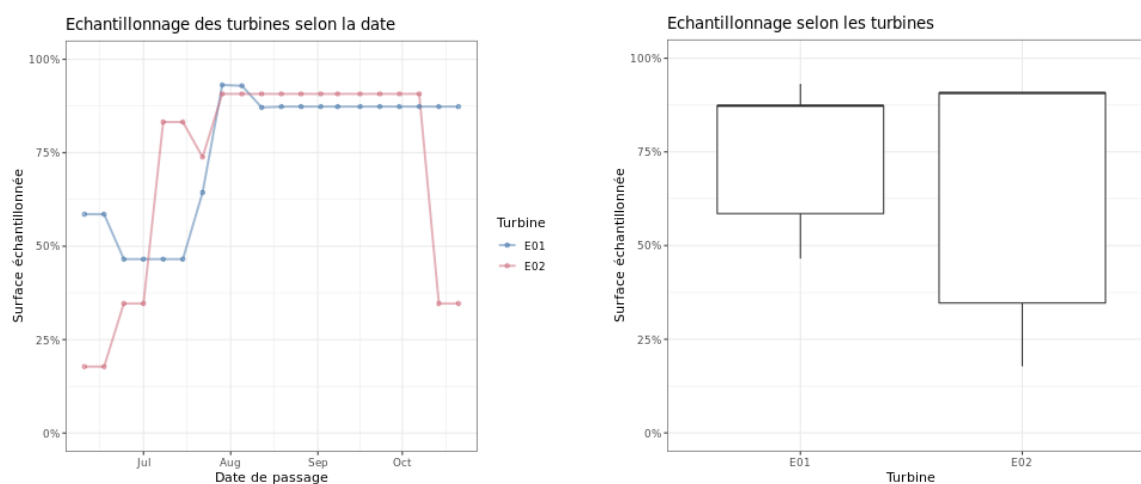 Echantillonnage des turbines selon la date
100%
75%
50%
25%
0%
Surface échantillonnée
Jul
Aug
Sep
Oct
Date de passage
Turbine
E01
E02
Echantillonnage selon les turbines
100%
75%
50%
25%
0%
Surface échantillonnée
E01
E02
Turbine